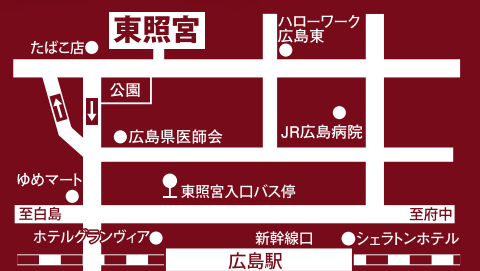 東照宮
ハローワーク
広島東
たばこ店
公園
広島県医師会
JR広島病院
ゆめマート
東照宮入口バス停
至白島
至府中
ホテルグランヴィア
新幹線口
シェラトンホテル
広島駅